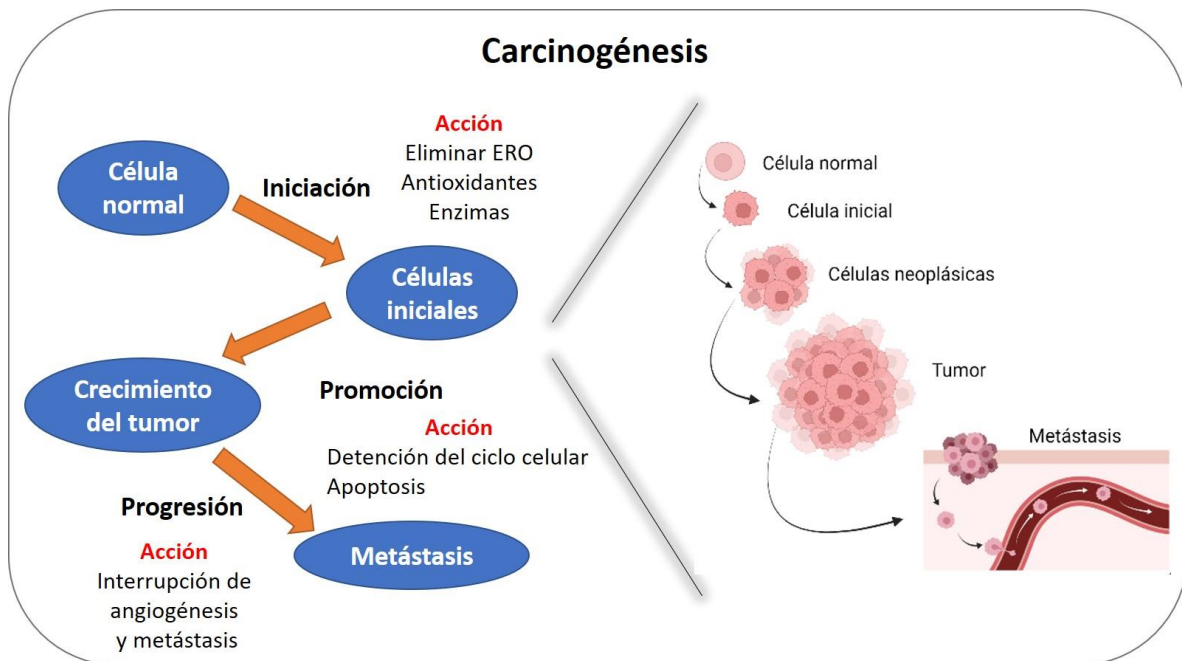 Carcinogénesis
Célula
normal
Iniciación
Acción
Eliminar ERO
Antioxidantes
Enzimas
Células
iniciales
Crecimiento
del tumor
Promoción
Acción
Detención del ciclo celular
Apoptosis
Progresión
Acción
Interrupción de
angiogénesis
y metástasis
Metástasis
Célula normal
Célula inicial
Células neoplásicas
Tumor
Metástasis